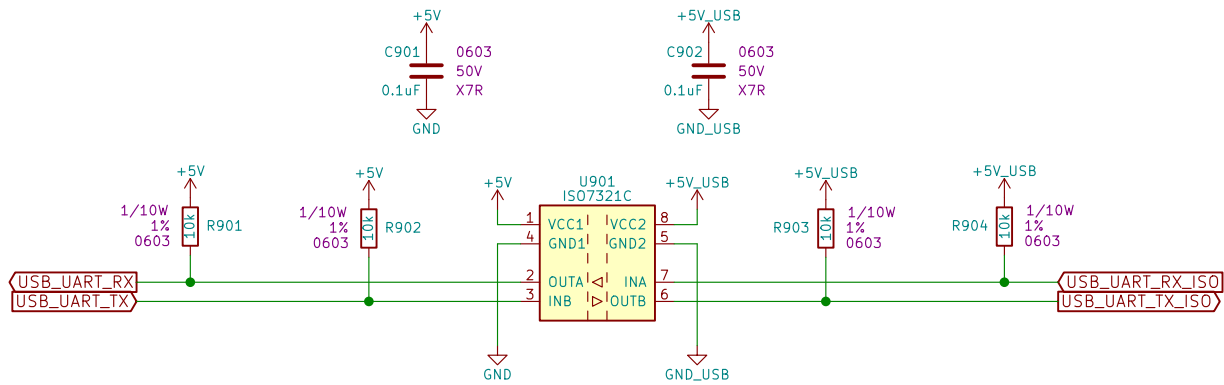 +5V
C901
0603
50V
0.1uF
X7R
GND
+5V_USB
C902
0603
50V
0.1uF
X7R
GND_USB
+5V
1/10W
1%
0603
10k
R901
+5V
1/10W
1%
0603
10k
R902
+5V
U901
ISO7321C
+5V_USB
1 VCC1 VCC2 8
4 GND1 GND2 5
2 OUTA INA 7
3 INB OUTB 6
GND
GND_USB
+5V_USB
R903
10k
1/10W
1%
0603
+5V_USB
R904
10k
1/10W
1%
0603
USB_UART_RX
USB_UART_TX
USB_UART_RX_ISO
USB_UART_TX_ISO